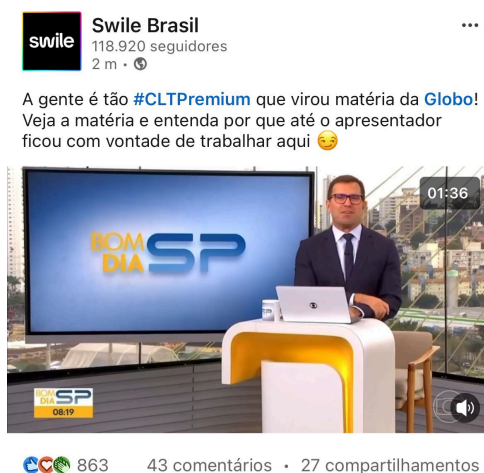 swile
Swile Brasil
118.920 seguidores
2 m •
A gente é tão #CLTPremium que virou matéria da Globo!
Veja a matéria e entenda por que até o apresentador
ficou com vontade de trabalhar aqui 😏
01:36
BOM
DIA SP
BOM
DIA SP
08:19
863 43 comentários • 27 compartilhamentos